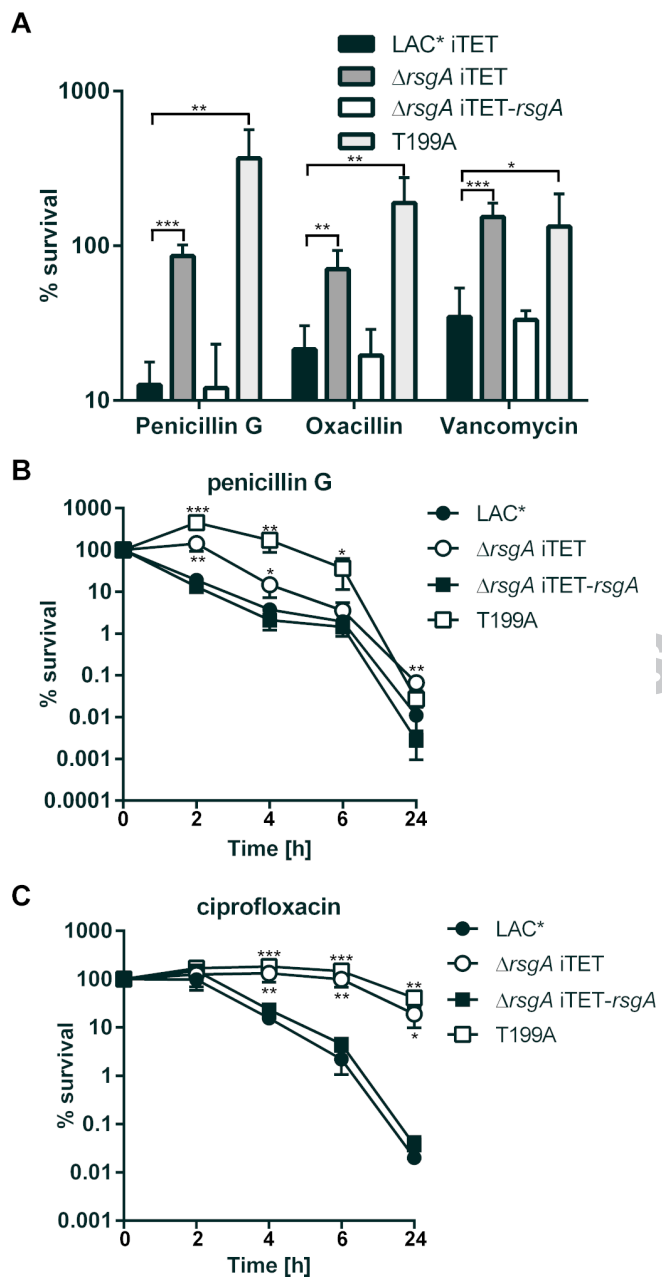 A
LAC* iTET
ΔrsgA iTET
ΔrsgA iTET-rsgA
T199A
% survival
1000
100
10
**
***
**
**
*
***
Penicillin G
Oxacillin
Vancomycin
B
penicillin G
% survival
1000
100
10
1
0.1
0.01
0.001
0.0001
***
**
**
*
*
**
0
2
4
6
24
Time [h]
LAC*
ΔrsgA iTET
ΔrsgA iTET-rsgA
T199A
C
ciprofloxacin
% survival
1000
100
10
1
0.1
0.01
0.001
***
***
**
**
**
*
0
2
4
6
24
Time [h]
LAC*
ΔrsgA iTET
ΔrsgA iTET-rsgA
T199A